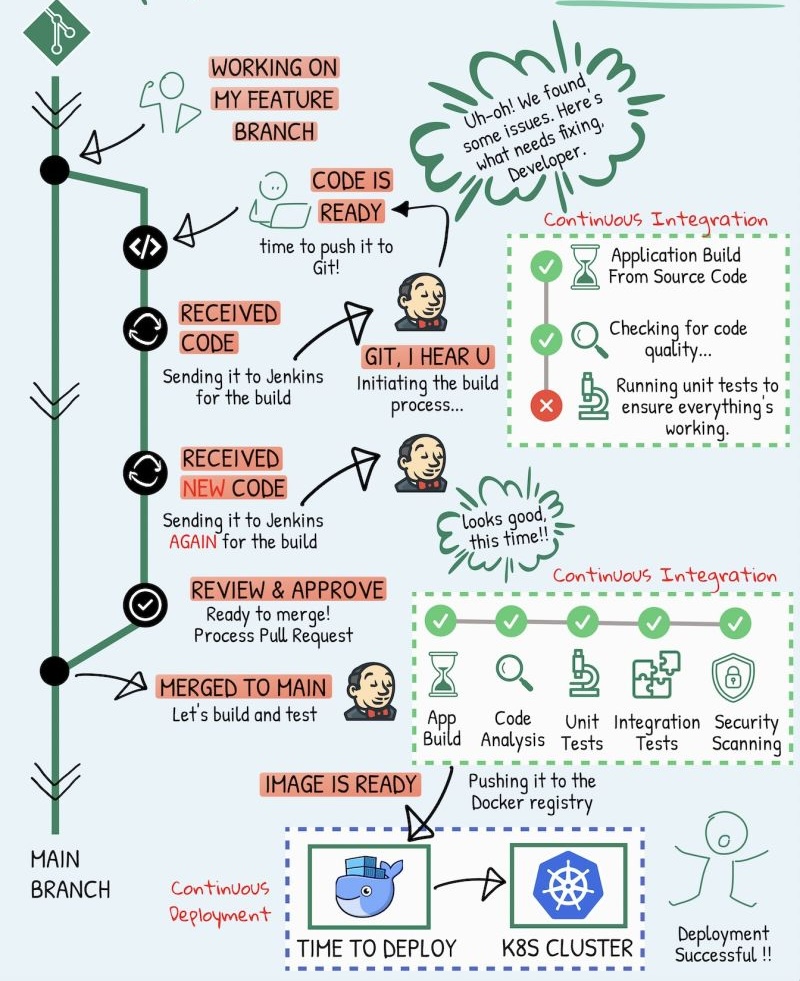 WORKING ON
MY FEATURE
BRANCH
Uh-oh! We found
some issues. Here's
what needs fixing,
Developer.
CODE IS
READY
time to push it to
Git!
Continuous Integration
Application Build
From Source Code
Checking for code
quality...
Running unit tests to
ensure everything's
working.
RECEIVED
CODE
Sending it to Jenkins
for the build
GIT, I HEAR U
Initiating the build
process...
RECEIVED
NEW CODE
Sending it to Jenkins
AGAIN for the build
looks good,
this time!!
Continuous Integration
REVIEW & APPROVE
Ready to merge!
Process Pull Request
MERGED TO MAIN
Let's build and test
App
Build
Code
Analysis
Unit
Tests
Integration
Tests
Security
Scanning
IMAGE IS READY
Pushing it to the
Docker registry
MAIN
BRANCH
Continuous
Deployment
TIME TO DEPLOY
K8S CLUSTER
Deployment
Successful !!